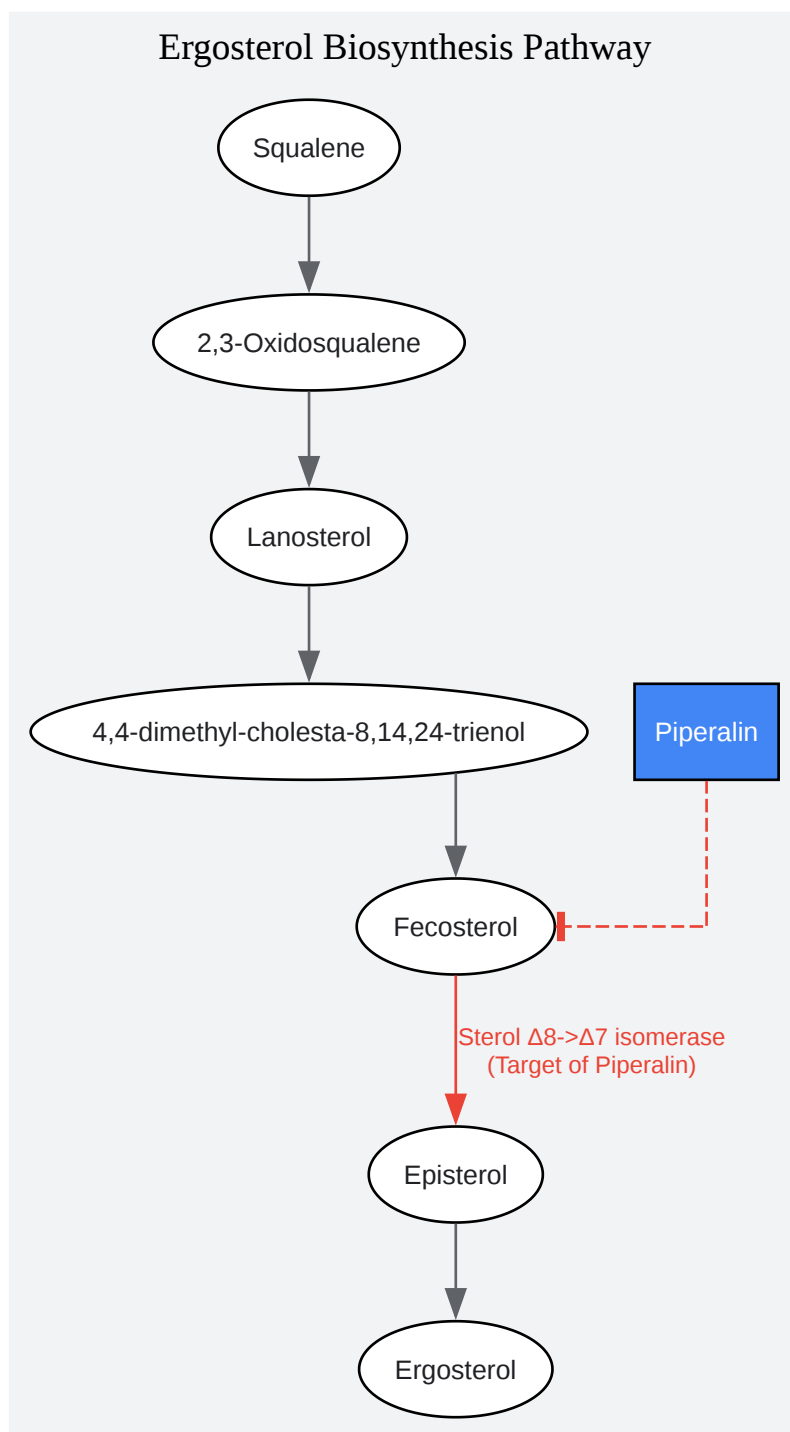 Ergosterol Biosynthesis Pathway
Squalene
2,3-Oxidosqualene
Lanosterol
4,4-dimethyl-cholesta-8,14,24-trienol
Piperalin
Fecosterol
Sterol Δ8->Δ7 isomerase
(Target of Piperalin)
Episterol
Ergosterol